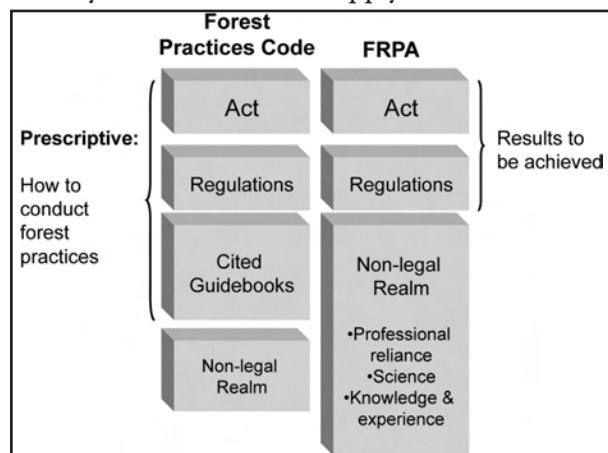 Forest
Practices Code
FRPA
Prescriptive:
How to
conduct
forest
practices
Act
Act
Results to
be achieved
Regulations
Regulations
Cited
Guidebooks
Non-legal
Realm
Non-legal
Realm
•Professional
reliance
•Science
•Knowledge &
experience